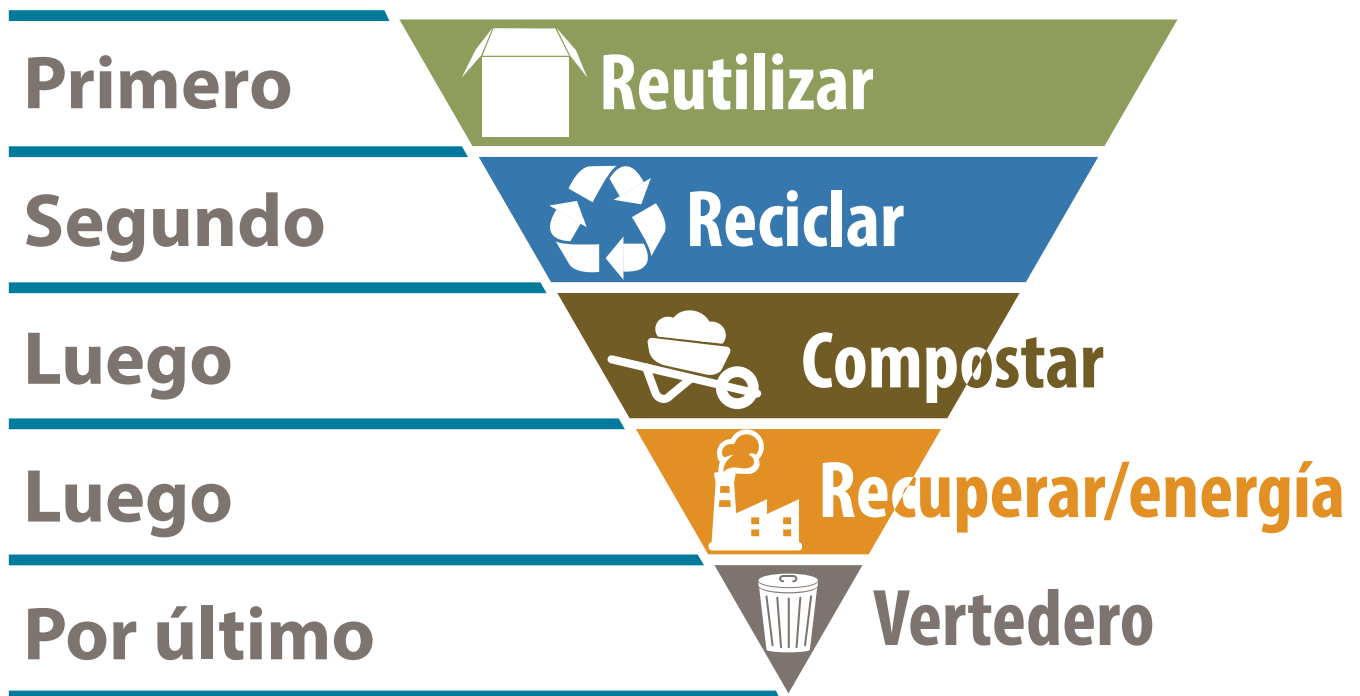 Primero
Reutilizar
Segundo
Reciclar
Luego
Compostar
Luego
Recuperar/energía
Por último
Vertedero